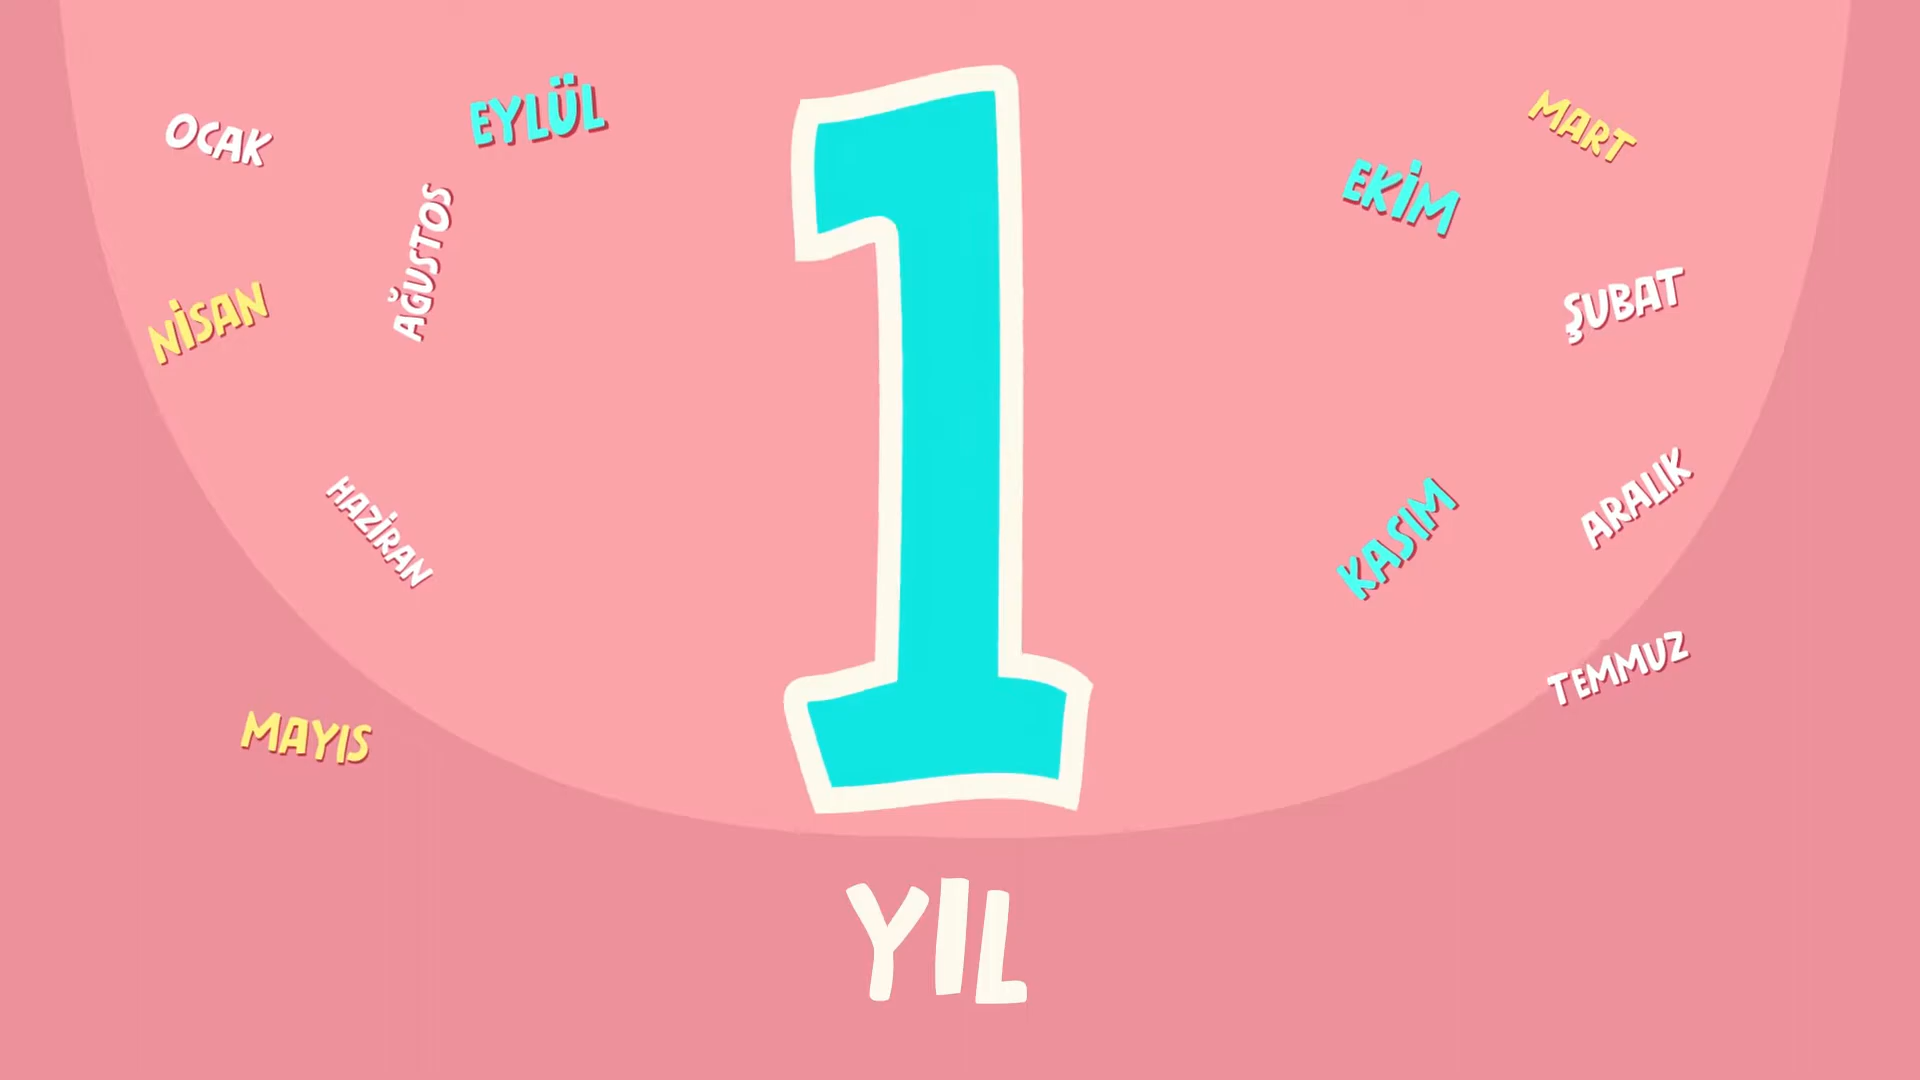 OCAK
EYLÜL
AĞUSTOS
NİSAN
HAZİRAN
MAYIS
1
YIL
MART
EKİM
ŞUBAT
KASIM
ARALIK
TEMMUZ